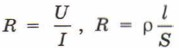 R = U/I , R = ρ l/S